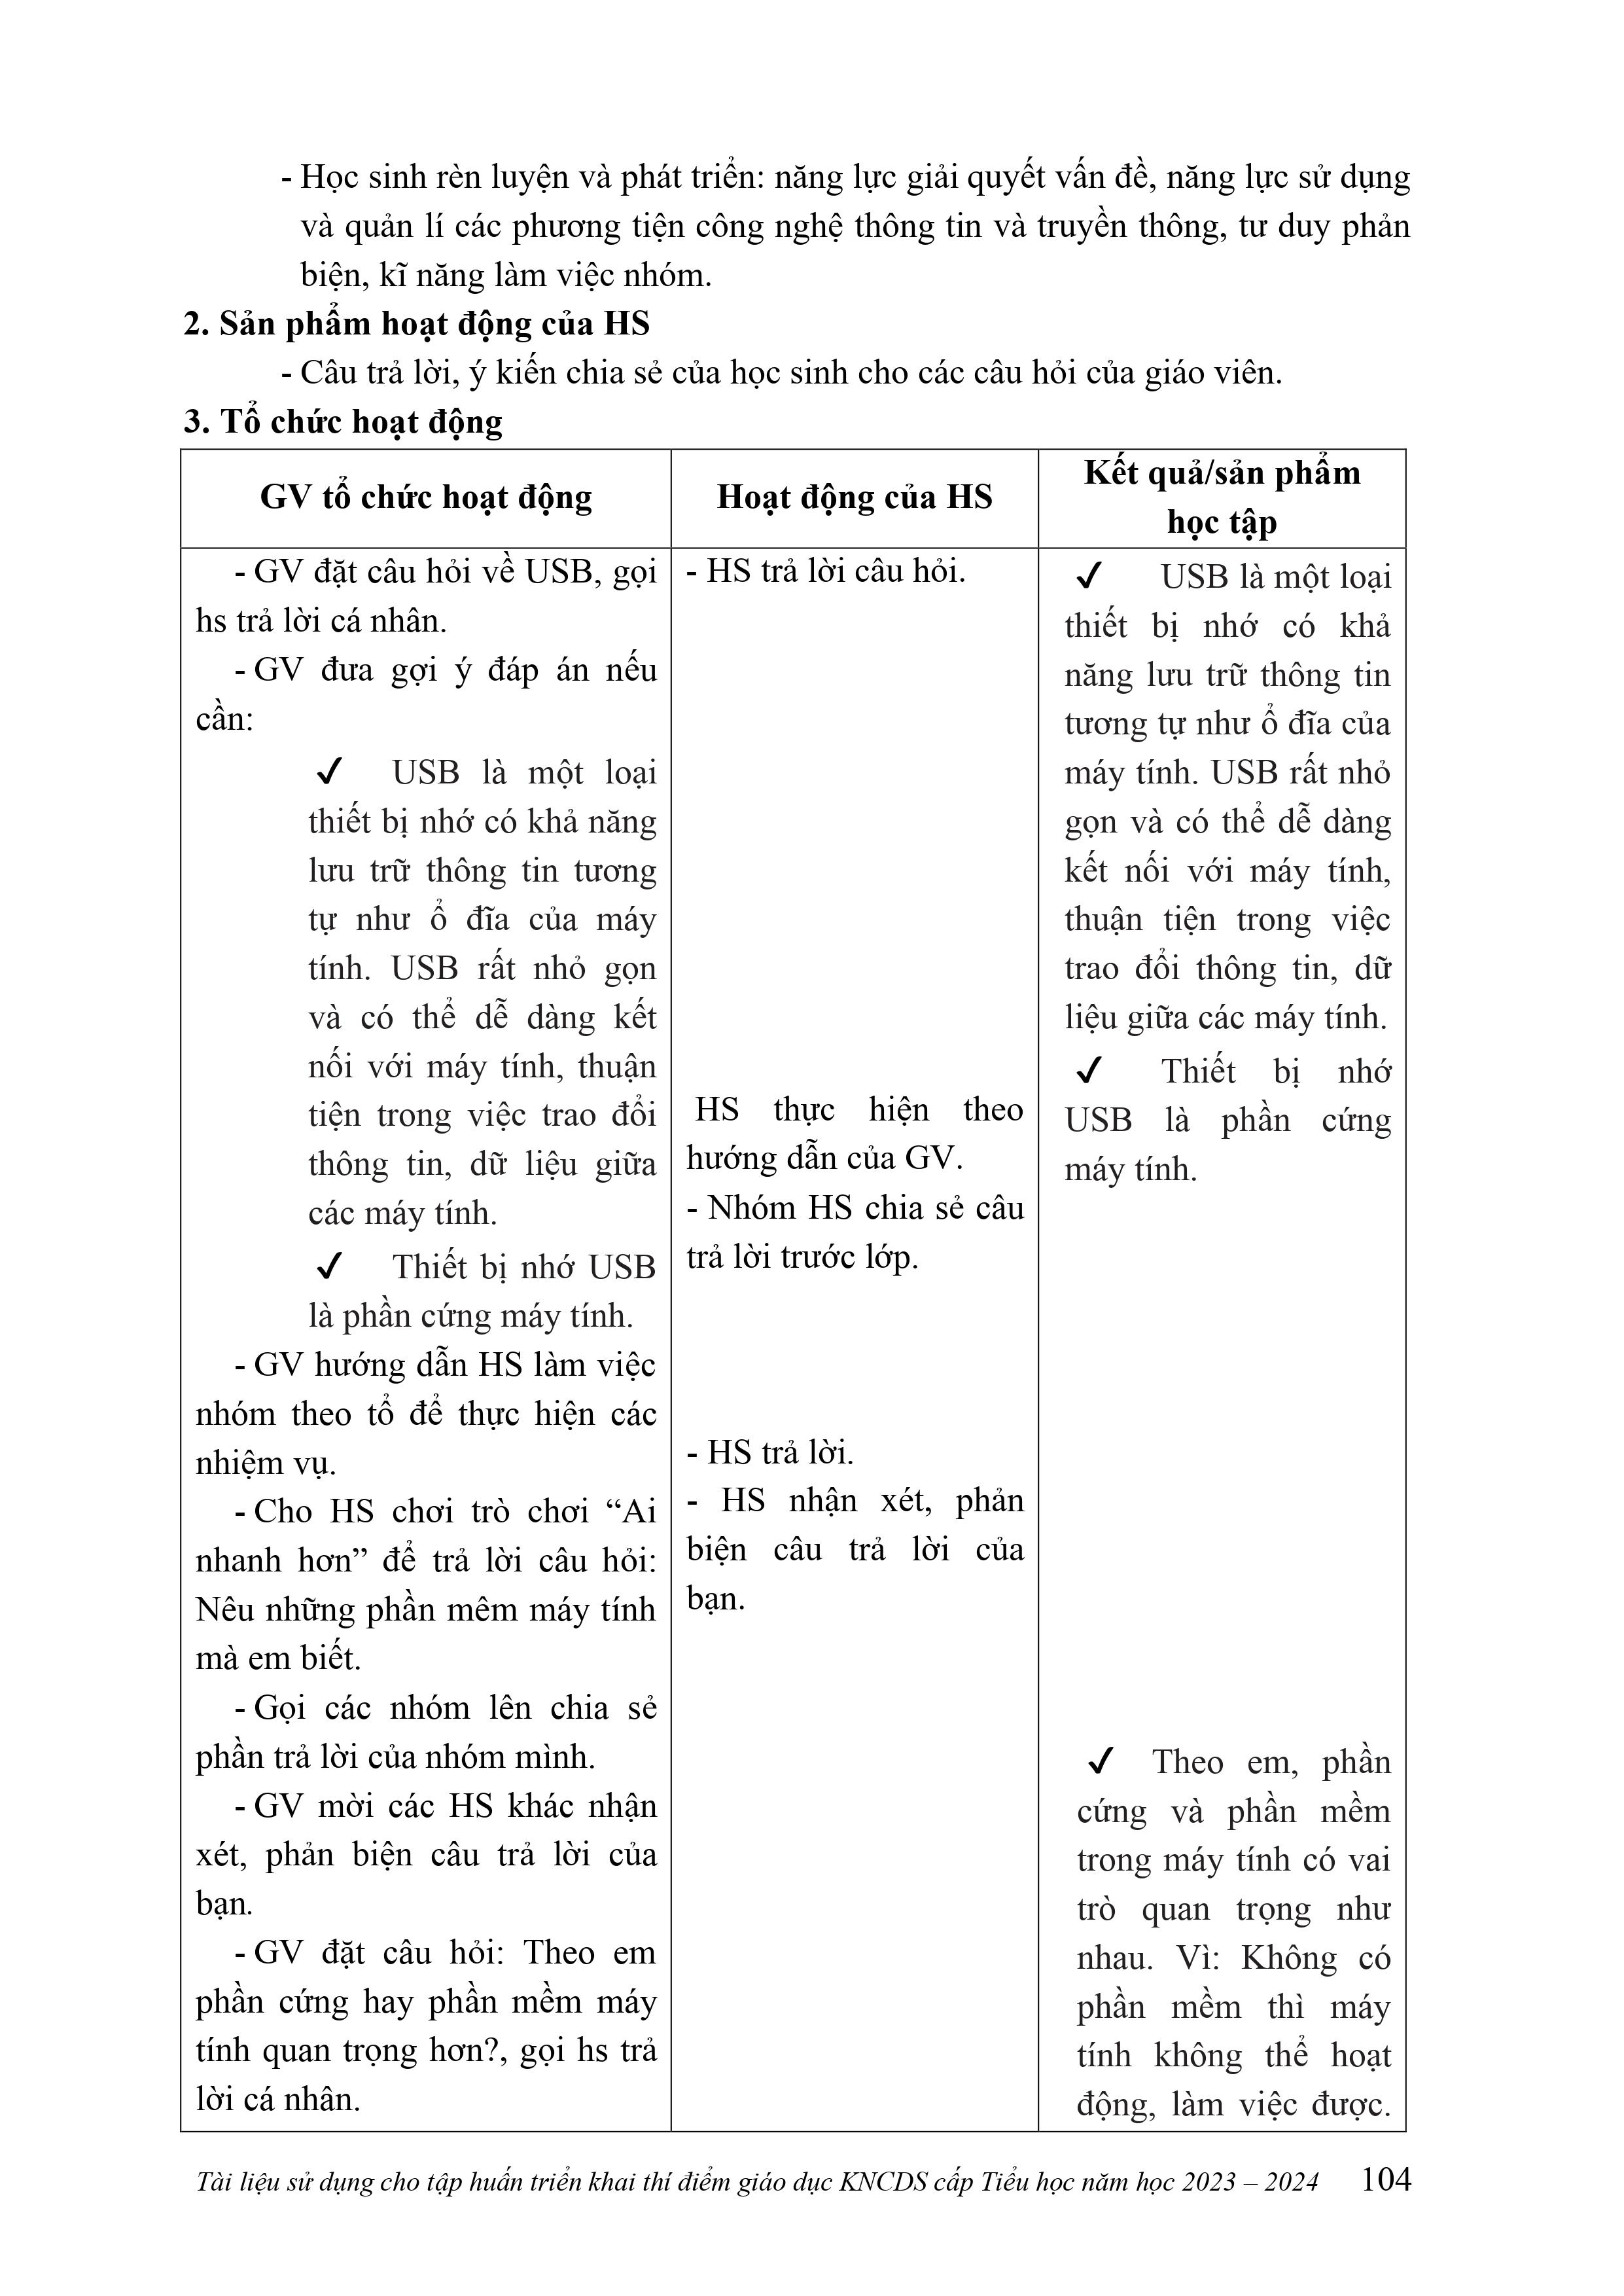 - Học sinh rèn luyện và phát triển: năng lực giải quyết vấn đề, năng lực sử dụng
và quản lí các phương tiện công nghệ thông tin và truyền thông, tư duy phản
biện, kĩ năng làm việc nhóm.
2. Sản phẩm hoạt động của HS
- Câu trả lời, ý kiến chia sẻ của học sinh cho các câu hỏi của giáo viên.
3. Tổ chức hoạt động
GV tổ chức hoạt động
- GV đặt câu hỏi về USB, gọi
hs trả lời cá nhân.
- GV đưa gợi ý đáp án nếu
cần:
✓ USB là một loại
thiết bị nhớ có khả năng
lưu trữ thông tin tương
tự như ổ đĩa của máy
tính. USB rất nhỏ gọn
và có thể dễ dàng kết
nối với máy tính, thuận
tiện trong việc trao đổi
thông tin, dữ liệu giữa
các máy tính.
✓ Thiết bị nhớ USB
là phần cứng máy tính.
- GV hướng dẫn HS làm việc
nhóm theo tổ để thực hiện các
nhiệm vụ.
- Cho HS chơi trò chơi “Ai
nhanh hơn” để trả lời câu hỏi:
Nêu những phần mêm máy tính
mà em biết.
- Gọi các nhóm lên chia sẻ
phần trả lời của nhóm mình.
- GV mời các HS khác nhận
xét, phản biện câu trả lời của
bạn.
- GV đặt câu hỏi: Theo em
phần cứng hay phần mềm máy
tính quan trọng hơn?, gọi hs trả
lời cá nhân.
Hoạt động của HS
- HS trả lời câu hỏi.
HS thực hiện theo
hướng dẫn của GV.
- Nhóm HS chia sẻ câu
trả lời trước lớp.
- HS trả lời.
- HS nhận xét, phản
biện câu trả lời của
bạn.
Kết quả/sản phẩm
học tập
✓ USB là một loại
thiết bị nhớ có khả
năng lưu trữ thông tin
tương tự như ổ đĩa của
máy tính. USB rất nhỏ
gọn và có thể dễ dàng
kết nối với máy tính,
thuận tiện trong việc
trao đổi thông tin, dữ
liệu giữa các máy tính.
✓ Thiết bị nhớ
USB là phần cứng
máy tính.
✓ Theo em, phần
cứng và phần mềm
trong máy tính có vai
trò quan trọng như
nhau. Vì: Không có
phần mềm thì máy
tính không thể hoạt
động, làm việc được.
Tài liệu sử dụng cho tập huấn triển khai thí điểm giáo dục KNCDS cấp Tiểu học năm học 2023 – 2024 104